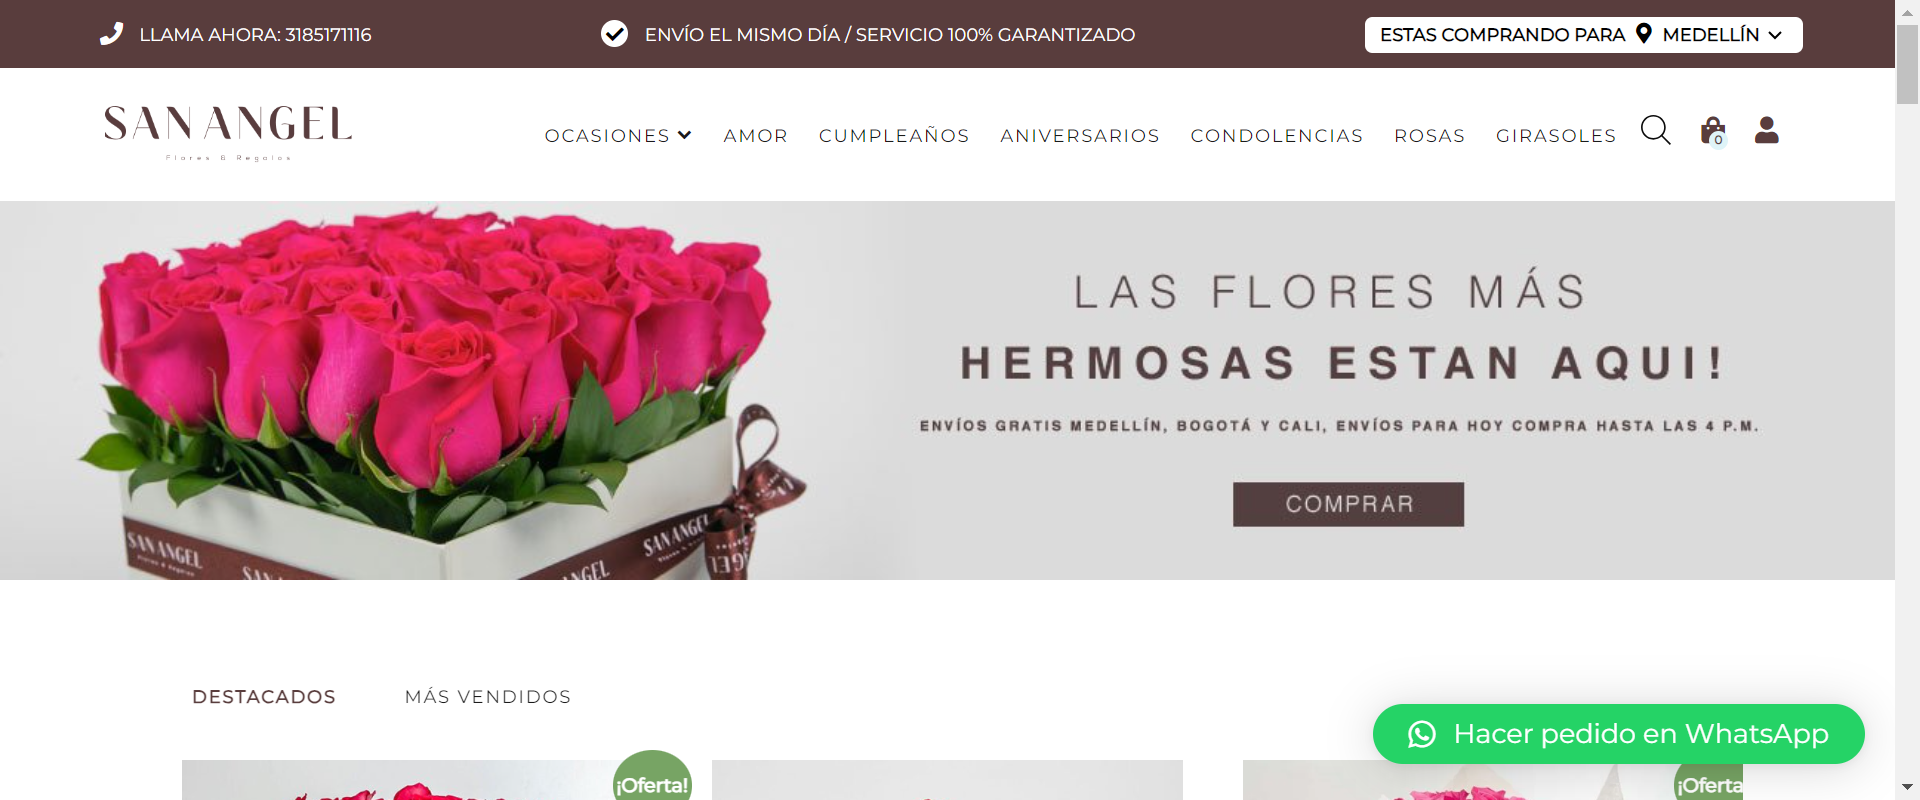 LLAMA AHORA: 3185171116
ENVÍO EL MISMO DÍA / SERVICIO 100% GARANTIZADO
ESTAS COMPRANDO PARA MEDELLÍN
SAN ANGEL
Flores & Regalos
OCASIONES AMOR CUMPLEAÑOS ANIVERSARIOS CONDOLENCIAS ROSAS GIRASOLES
0
LAS FLORES MÁS
HERMOSAS ESTAN AQUI!
ENVÍOS GRATIS MEDELLÍN, BOGOTÁ Y CALI, ENVÍOS PARA HOY COMPRA HASTA LAS 4 P.M.
COMPRAR
SAN ANGEL
Flores & Regalos
SAN ANGEL
DESTACADOS MÁS VENDIDOS
Hacer pedido en WhatsApp
¡Oferta!
¡Oferta